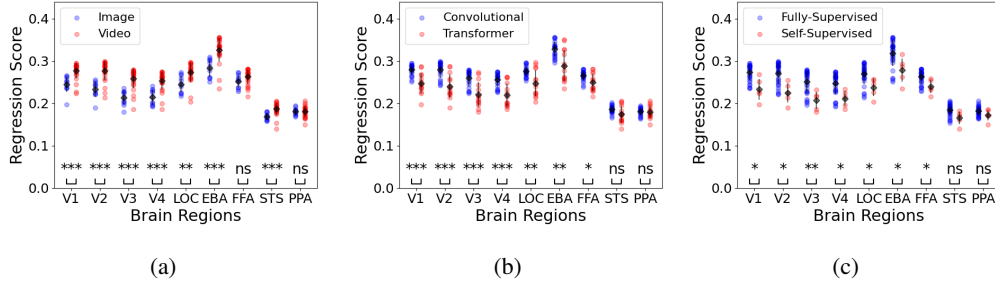 Regression Score
0.4
0.3
0.2
0.1
0.0
Image
Video
*** *** *** *** ** *** ns *** ns
V1 V2 V3 V4 LOC EBA FFA STS PPA
Brain Regions
(a)
Regression Score
0.4
0.3
0.2
0.1
0.0
Convolutional
Transformer
*** *** *** *** ** ** * ns ns
V1 V2 V3 V4 LOC EBA FFA STS PPA
Brain Regions
(b)
Regression Score
0.4
0.3
0.2
0.1
0.0
Fully-Supervised
Self-Supervised
* * ** * * * * ns ns
V1 V2 V3 V4 LOC EBA FFA STS PPA
Brain Regions
(c)